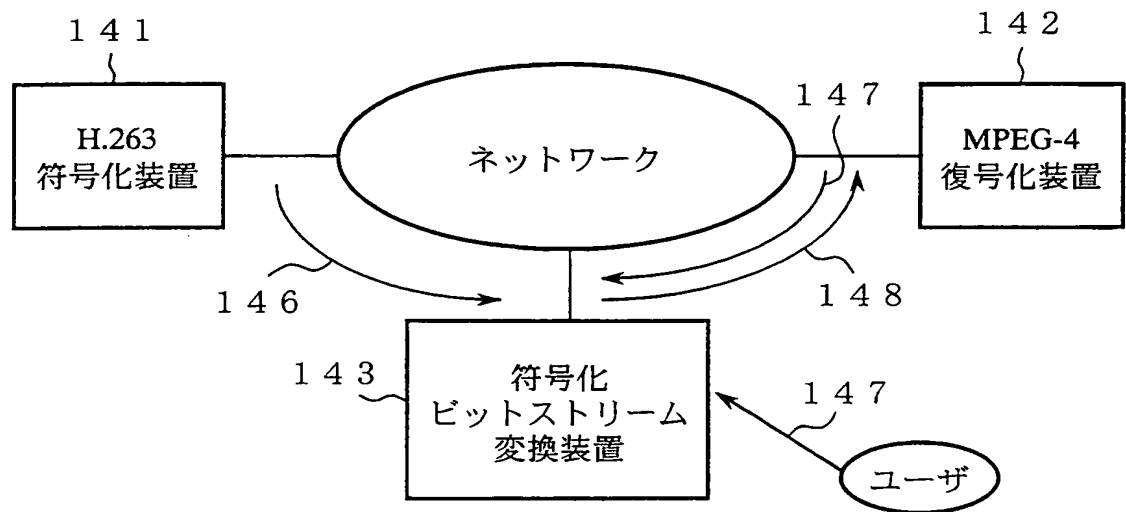 １４１
１４２
H.263
符号化装置
ネットワーク
１４７
MPEG-4
復号化装置
１４６
１４８
１４３
符号化
ビットストリーム
変換装置
１４７
ユーザ